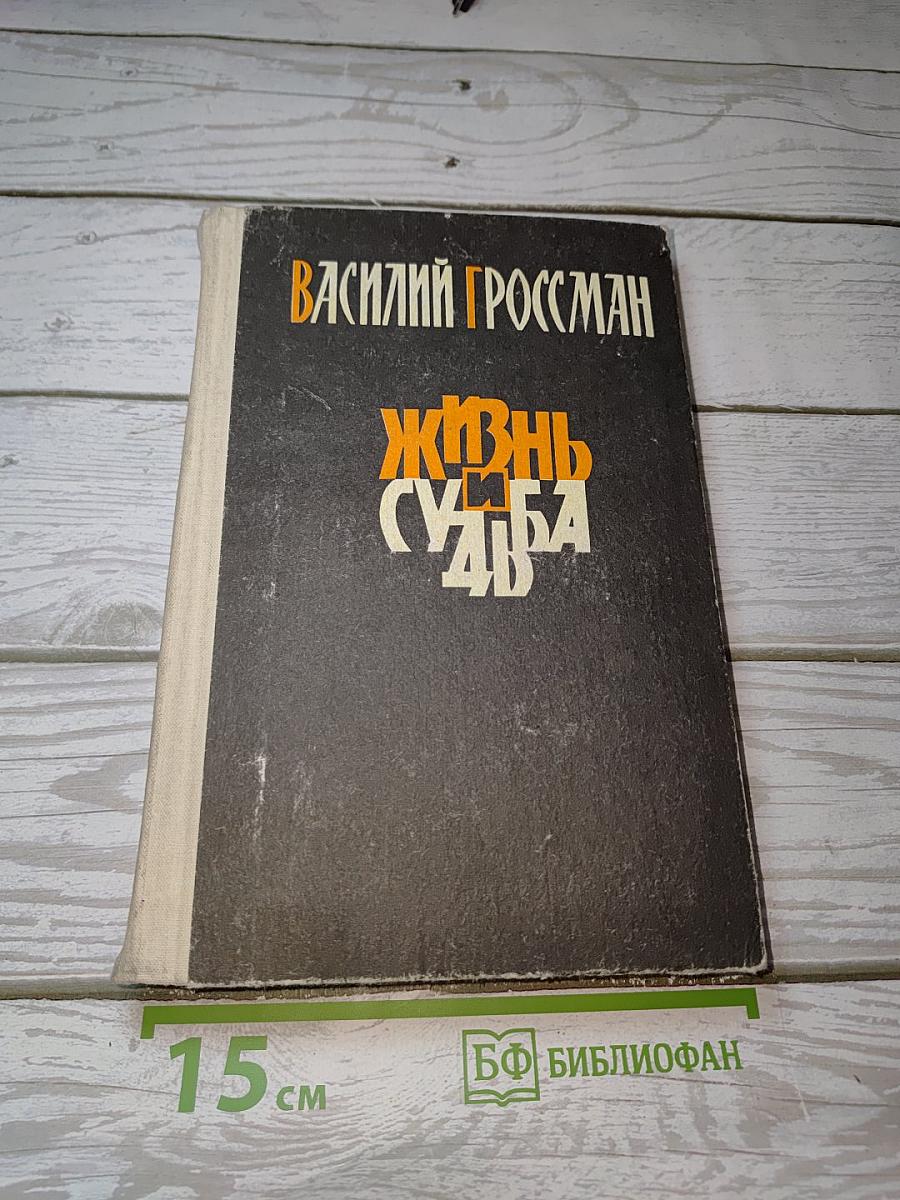 Василий Гроссман
Жизнь
и
судьба
15 см
БФ БИБЛИОФАН